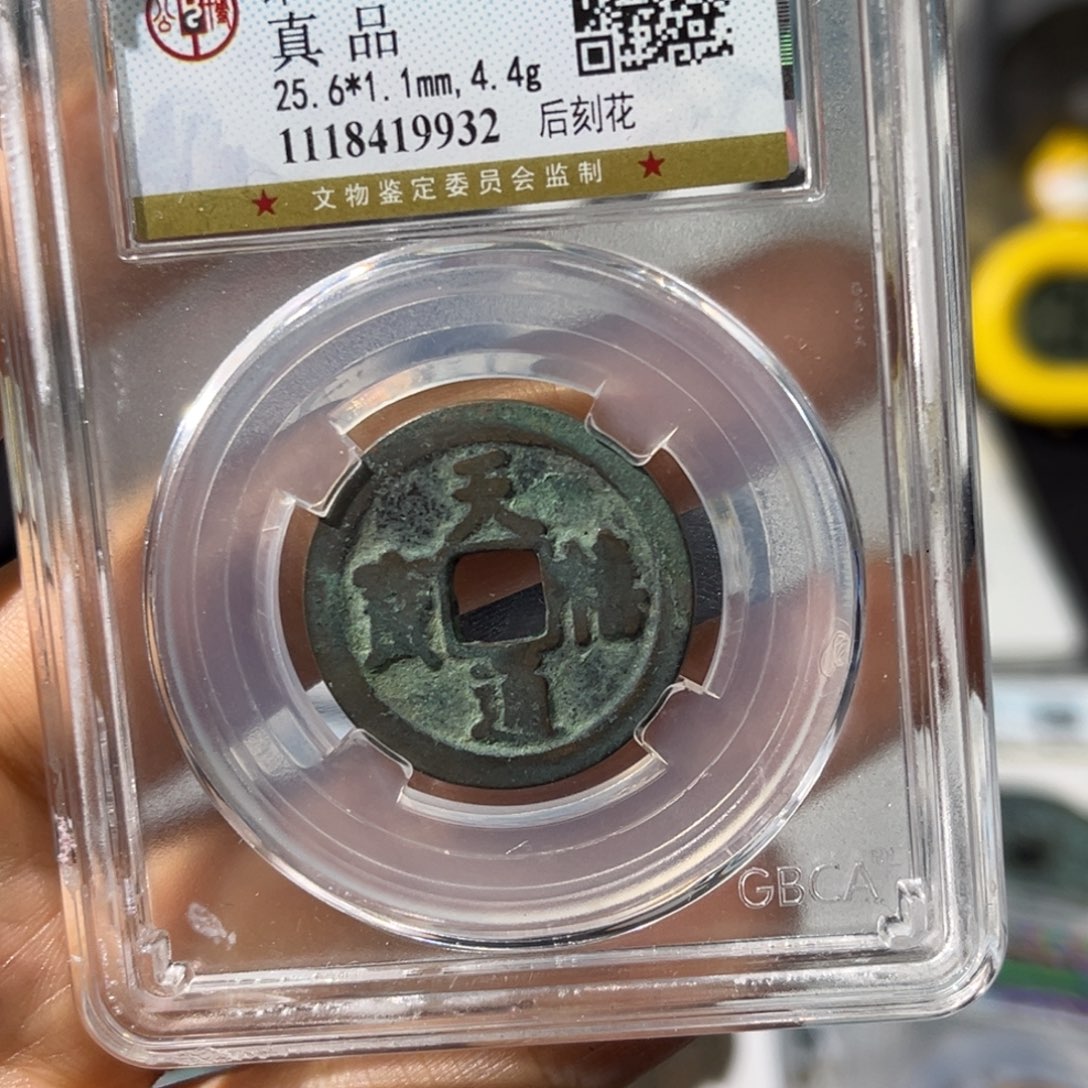 真品
25.6*1.1mm,4.4g
1118419932 后刻花
★ 文物鉴定委员会监制 ★
天禧通寶
GBCA